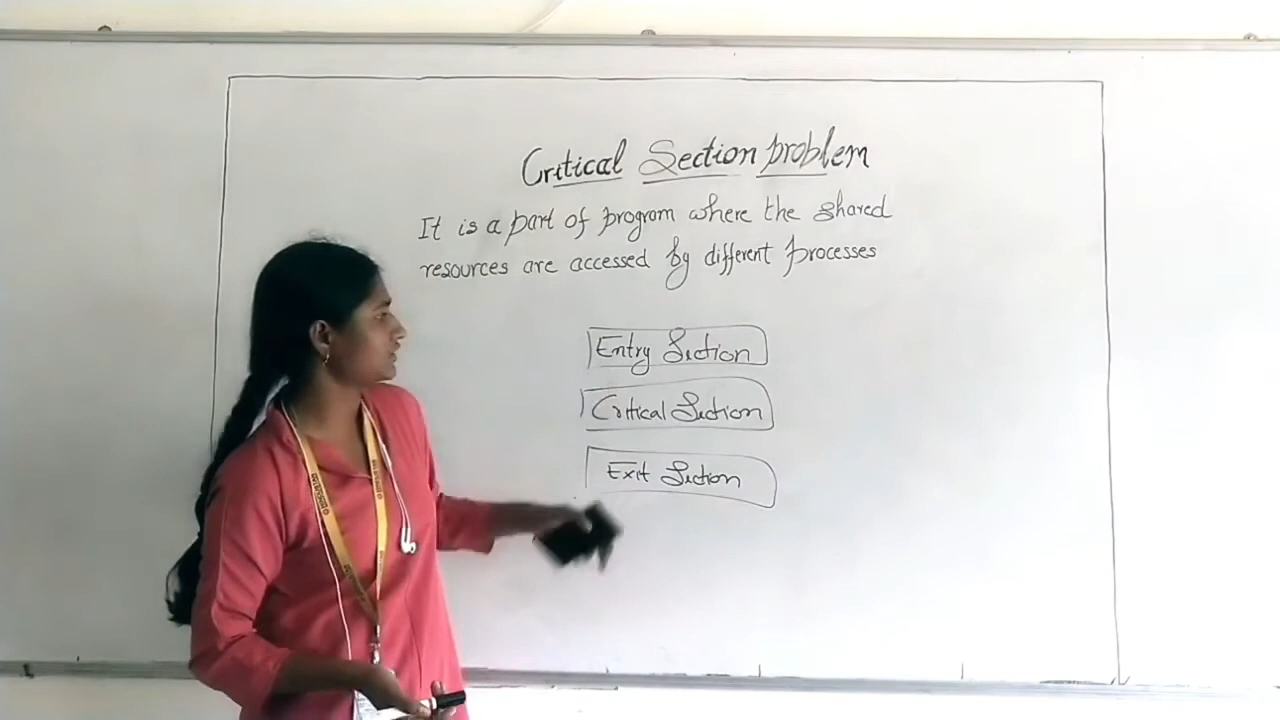 Critical Section problem
It is a part of program where the shared
resources are accessed by different processes
Entry Section
Critical Section
Exit Section